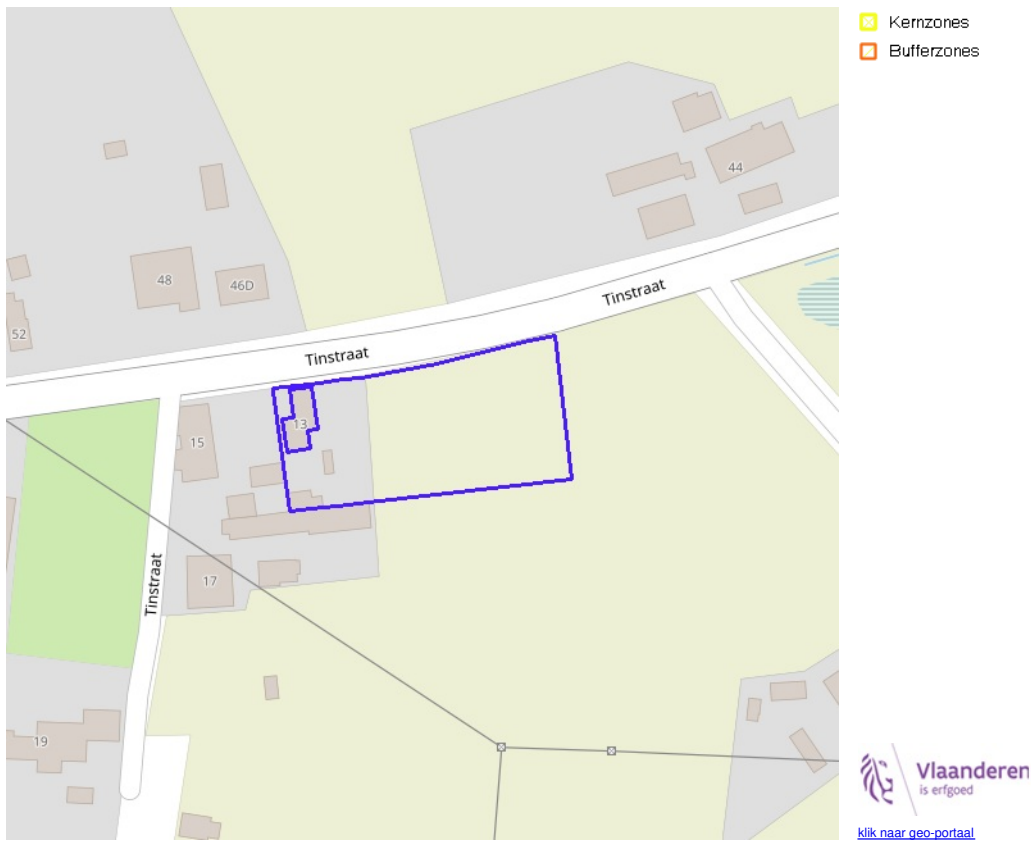 Kernzones
Bufferzones
44
48
46D
Tinstraat
52
Tinstraat
13
15
17
Tinstraat
19
Vlaanderen
is erfgoed
klik naar geo-portaal